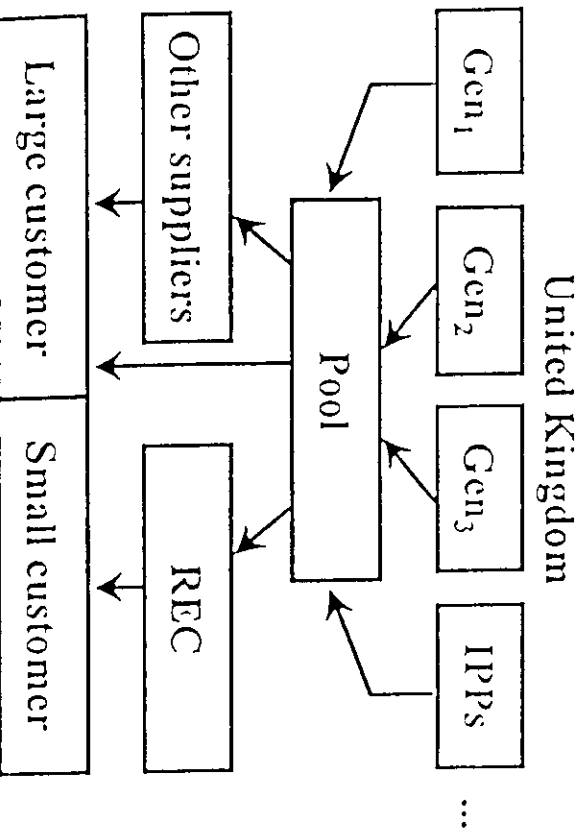 United Kingdom
Gen₁ Gen₂ Gen₃ IPPs ...
Pool
Other suppliers REC
Large customer Small customer